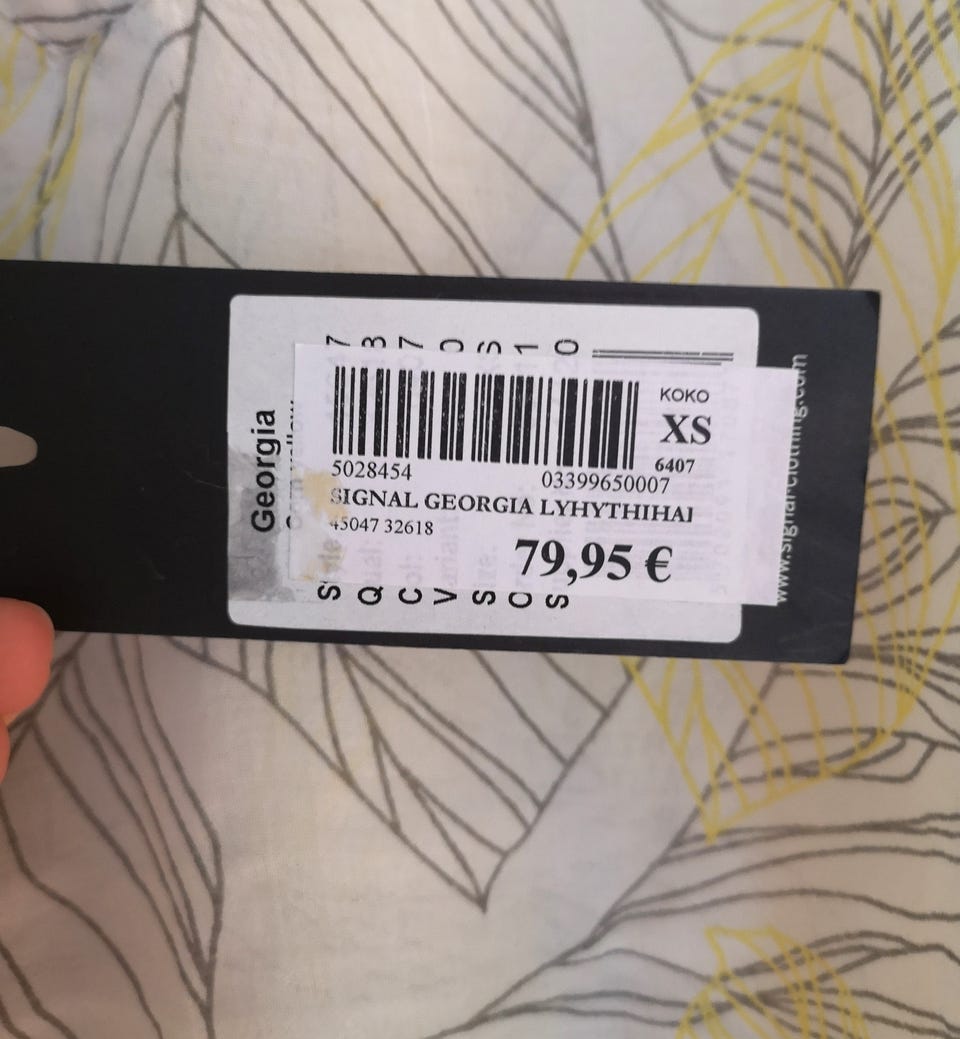 KOKO
XS
6407
5028454 03399650007
SIGNAL GEORGIA LYHYTHIHAI
45047 32618
79,95 €
Georgia
www.signal-clothing.com